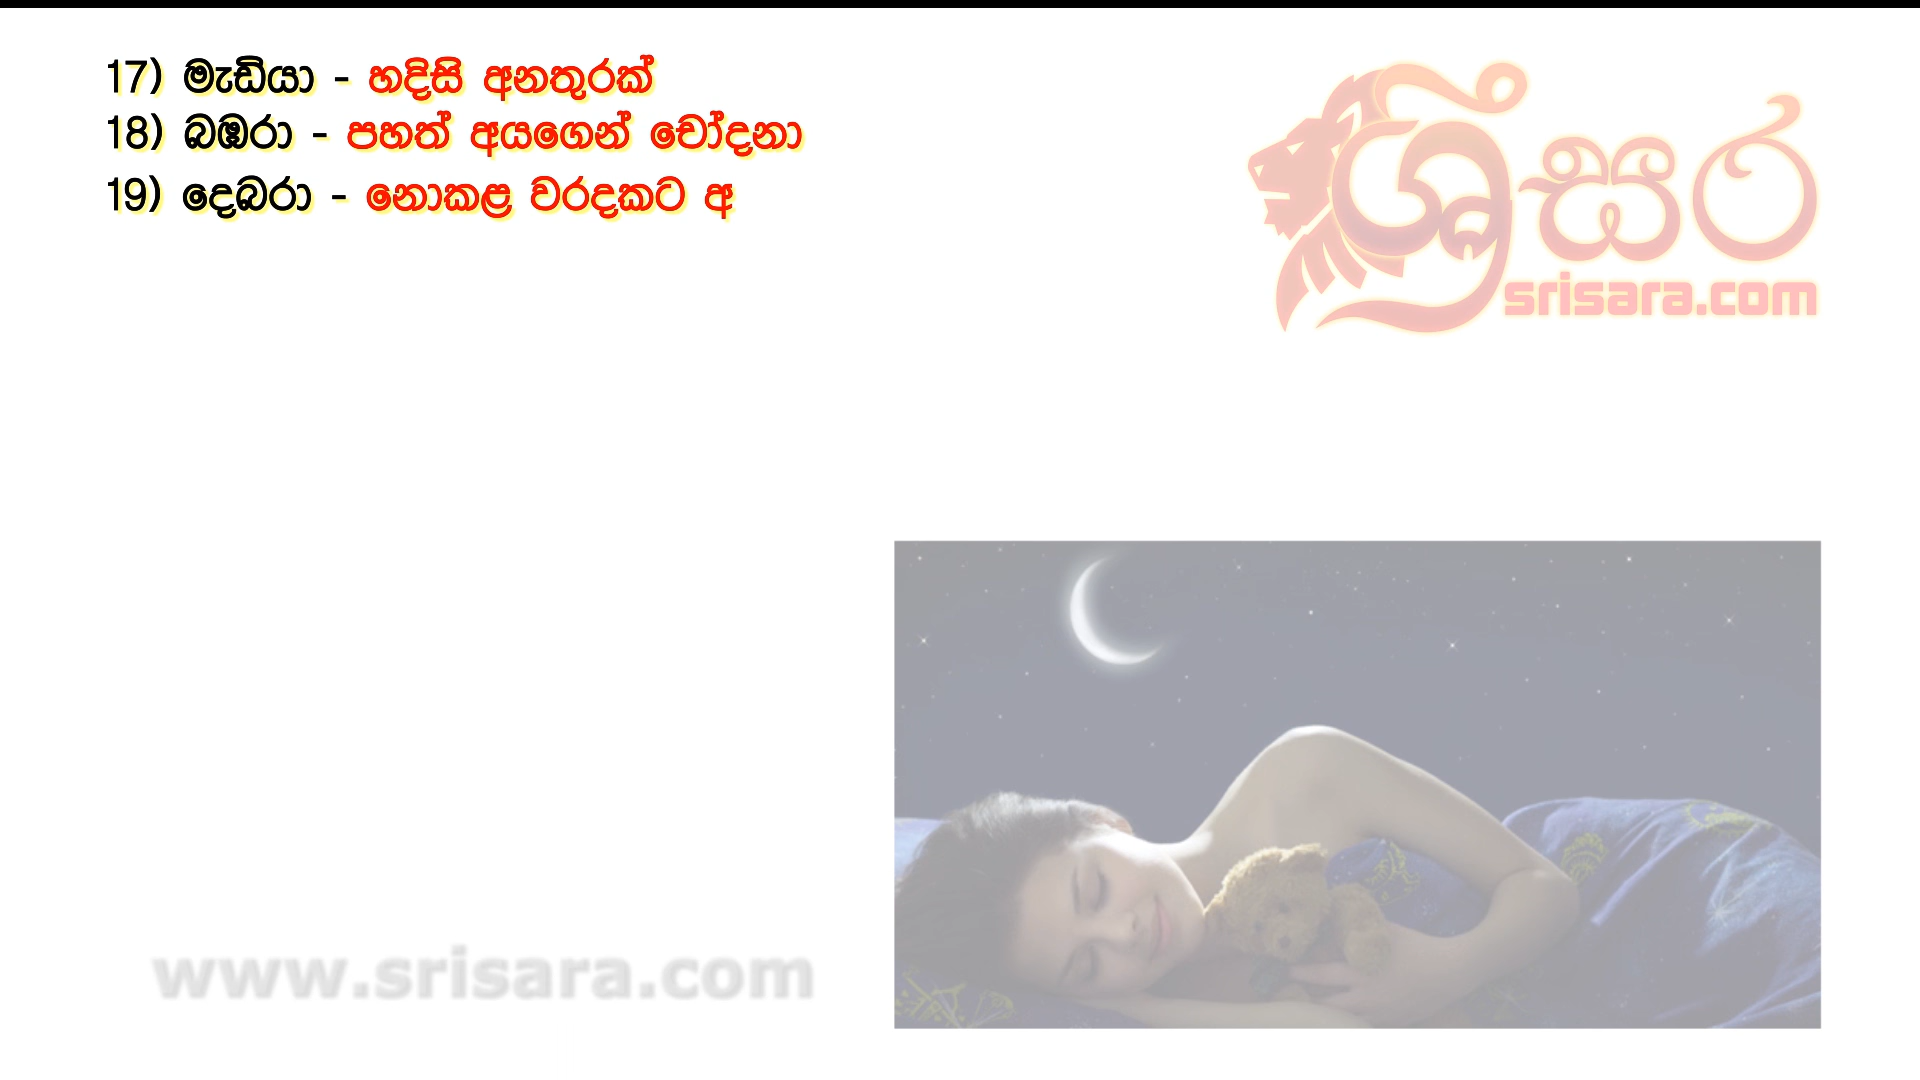 17) මැඩියා - හදිසි අනතුරක්
18) බඹරා - පහත් අයගෙන් චෝදනා
19) දෙබරා - නොකළ වරදකට අ
ශ්‍රීසර
srisara.com
www.srisara.com